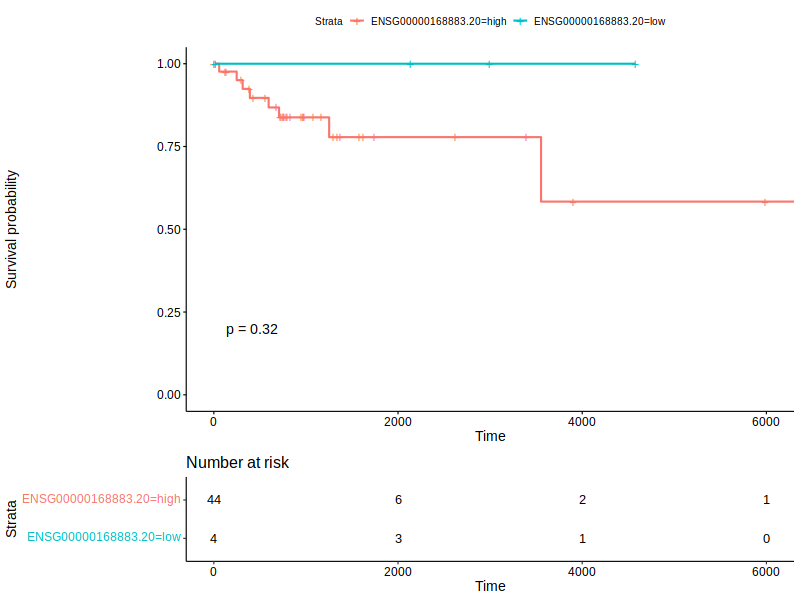 Strata ENSG00000168883.20=high ENSG00000168883.20=low
Survival probability
1.00
0.75
0.50
0.25
0.00
p = 0.32
0 2000 4000 6000
Time
Number at risk
Strata
ENSG00000168883.20=high 44 6 2 1
ENSG00000168883.20=low 4 3 1 0
0 2000 4000 6000
Time